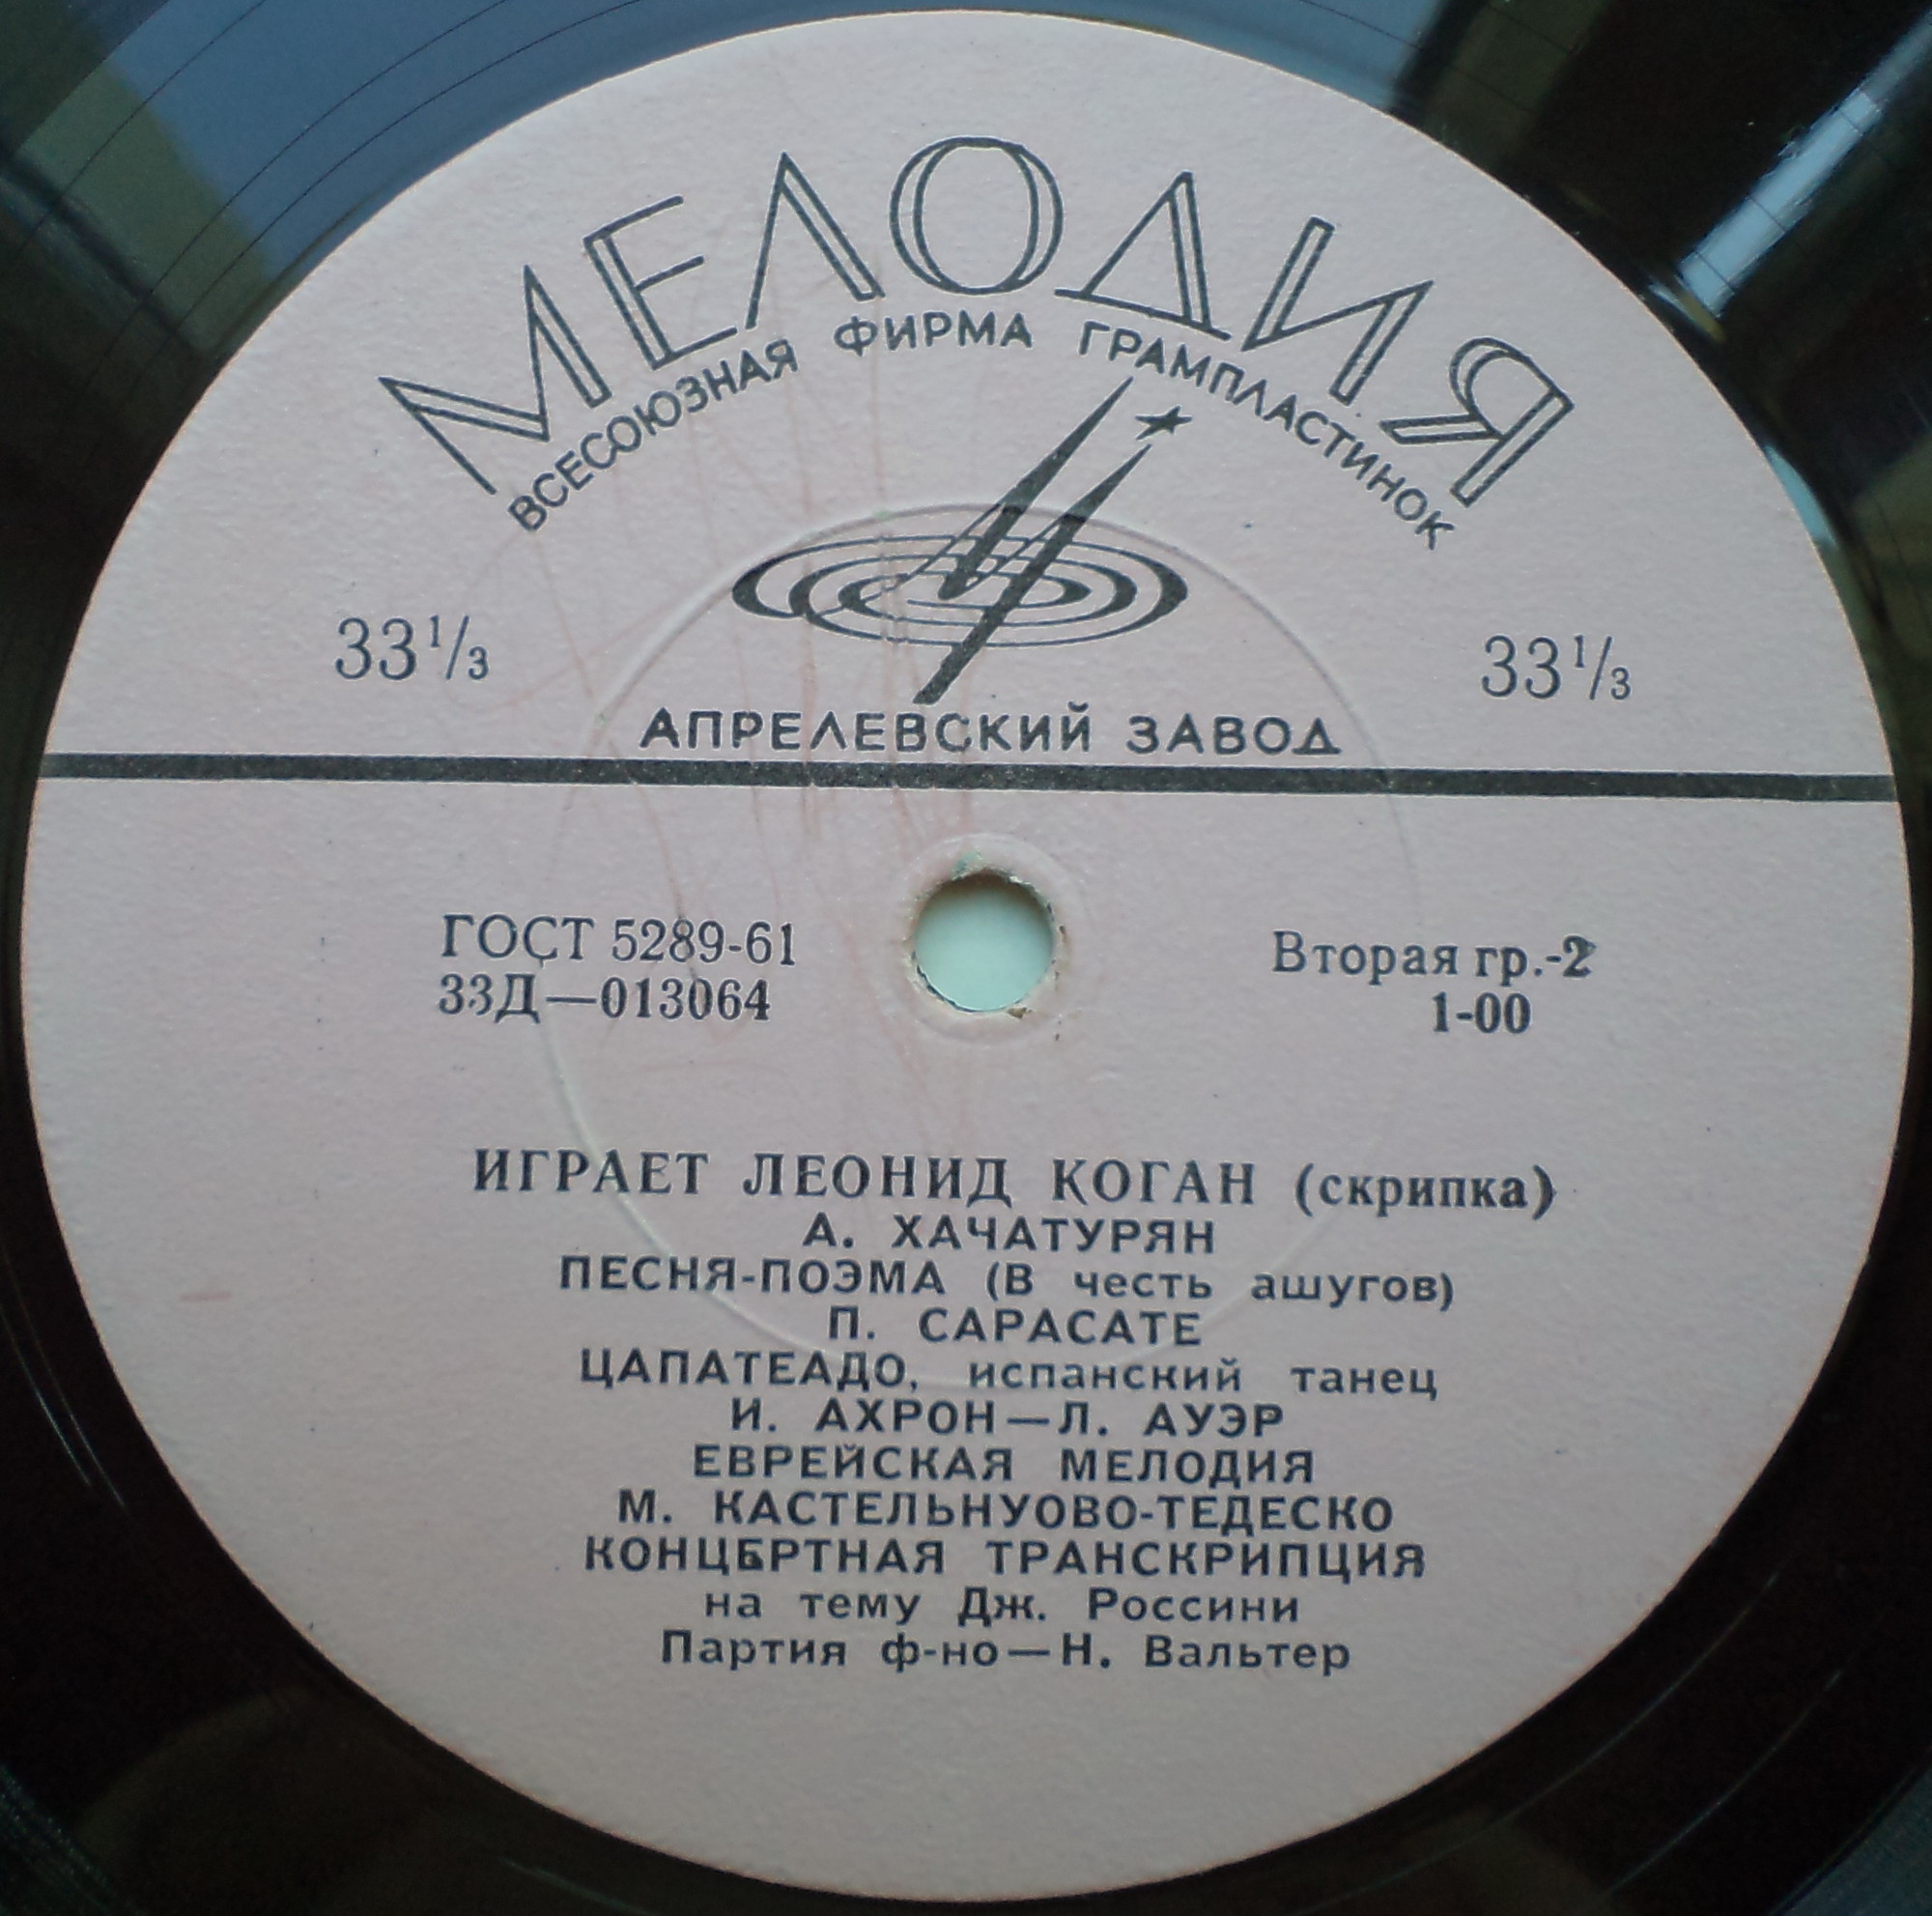 МЕЛОДИЯ
ВСЕСОЮЗНАЯ ФИРМА ГРАМПЛАСТИНОК
33¹/₃ 33¹/₃
АПРЕЛЕВСКИЙ ЗАВОД
ГОСТ 5289-61 Вторая гр.-2
33Д—013064 1-00
ИГРАЕТ ЛЕОНИД КОГАН (скрипка)
А. ХАЧАТУРЯН
ПЕСНЯ-ПОЭМА (В честь ашугов)
П. САРАСАТЕ
ЦАПАТЕАДО, испанский танец
И. АХРОН—Л. АУЭР
ЕВРЕЙСКАЯ МЕЛОДИЯ
М. КАСТЕЛЬНУОВО-ТЕДЕСКО
КОНЦЕРТНАЯ ТРАНСКРИПЦИЯ
на тему Дж. Россини
Партия ф-но—Н. Вальтер